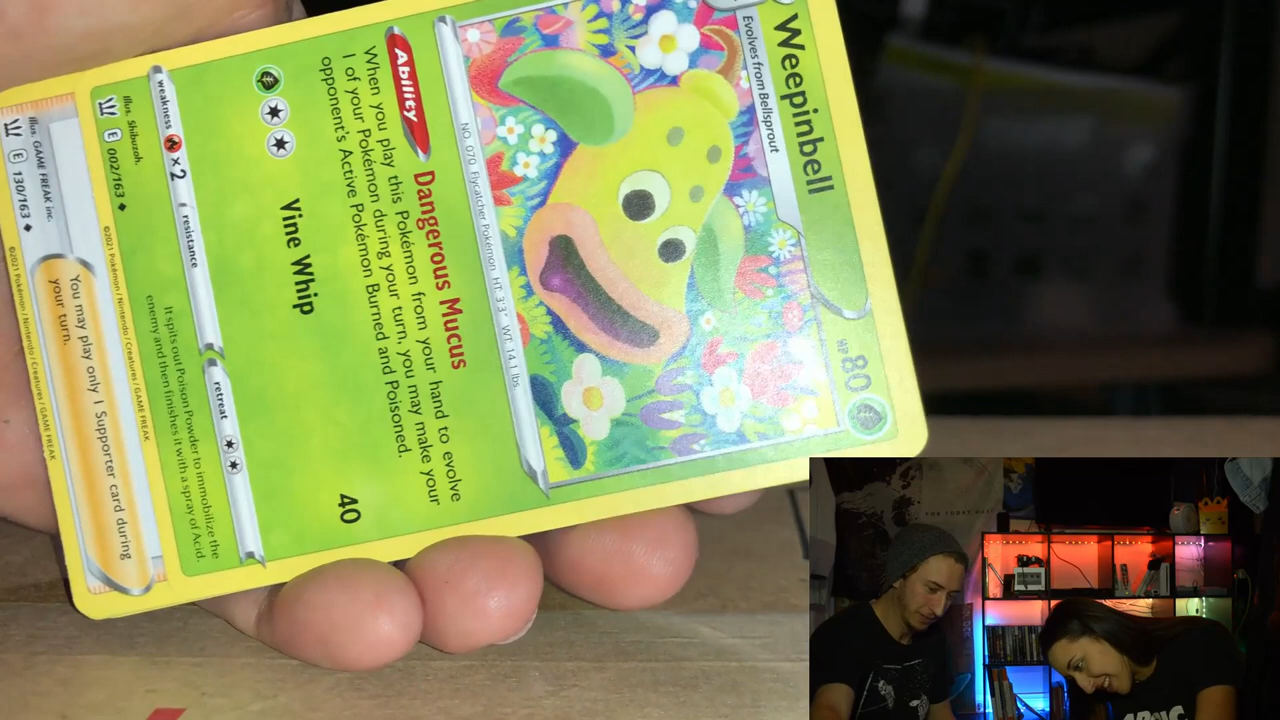 Evolves from Bellsprout
Weepinbell
HP 80
NO. 070 Flycatcher Pokémon HT: 3'3" WT: 14.1 lbs.
Ability Dangerous Mucus
When you play this Pokémon from your hand to evolve
1 of your Pokémon during your turn, you may make your
opponent's Active Pokémon Burned and Poisoned.
Vine Whip 40
weakness ×2 resistance retreat
Illus. Shibuzoh.
E 002/163
It spits out Poison Powder to immobilize the
enemy and then finishes it with a spray of Acid.
©2021 Pokémon / Nintendo / Creatures / GAME FREAK
You may play only 1 Supporter card during
your turn.
Illus. GAME FREAK inc.
E 130/163
©2021 Pokémon / Nintendo / Creatures / GAME FREAK